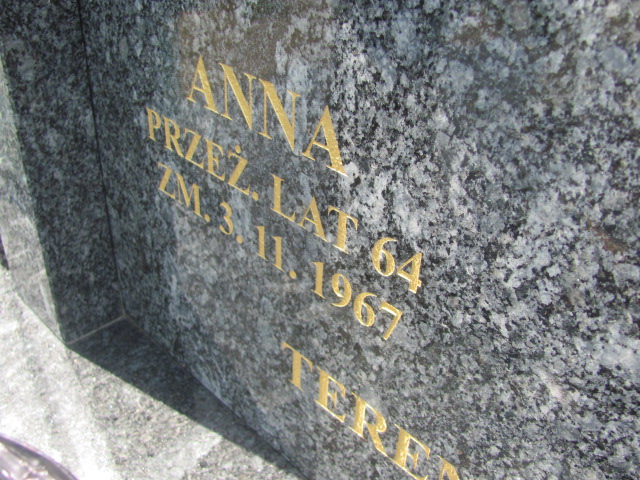 ANNA
PRZEŻ. LAT 64
ZM. 3. 11. 1967